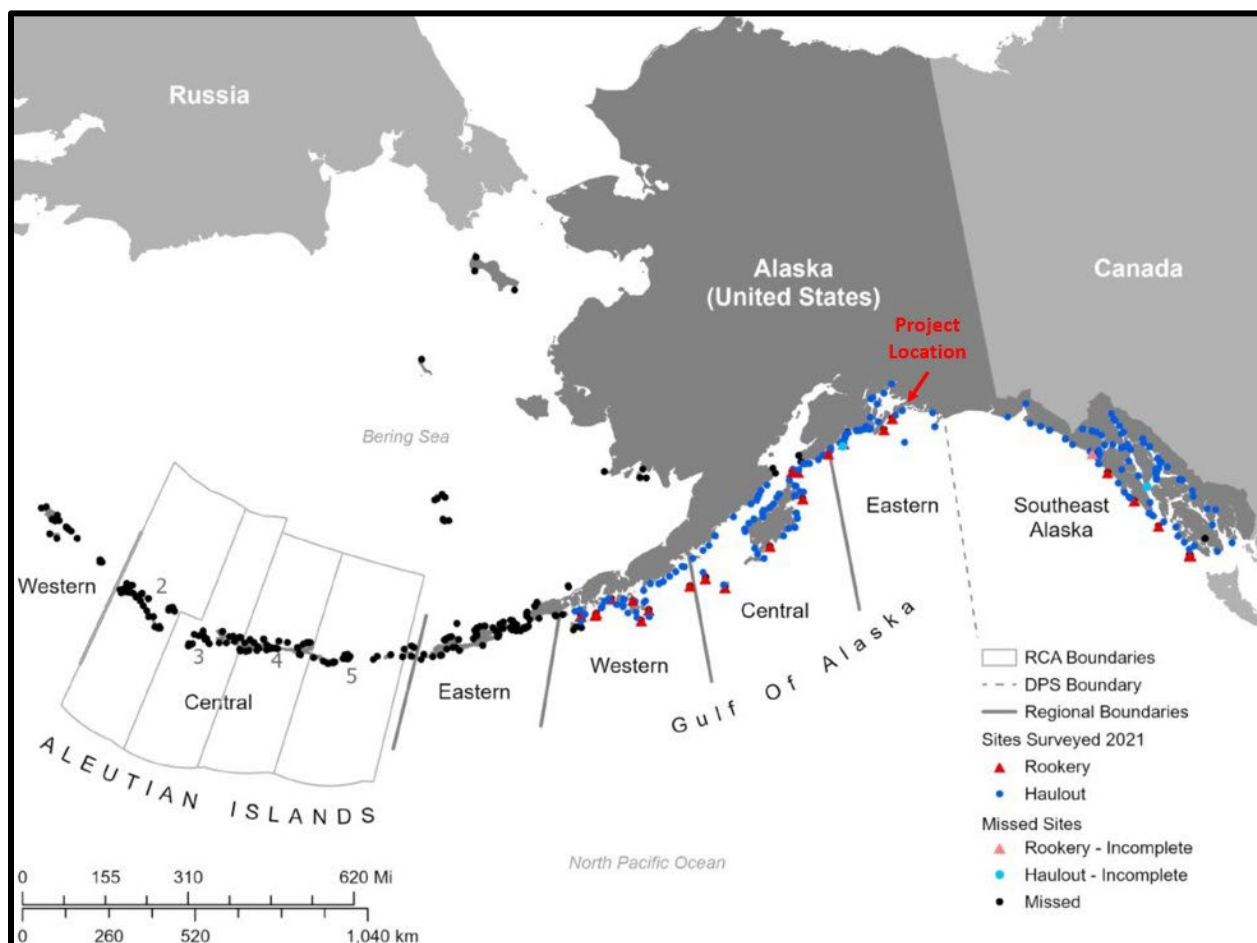 Russia
Alaska
(United States)
Canada
Project
Location
Bering Sea
Western
2
3
4
5
Central
Eastern
Western
Central
Eastern
Southeast
Alaska
Gulf Of Alaska
ALEUTIAN ISLANDS
North Pacific Ocean
RCA Boundaries
DPS Boundary
Regional Boundaries
Sites Surveyed 2021
Rookery
Haulout
Missed Sites
Rookery - Incomplete
Haulout - Incomplete
Missed
0 155 310 620 Mi
0 260 520 1.040 km